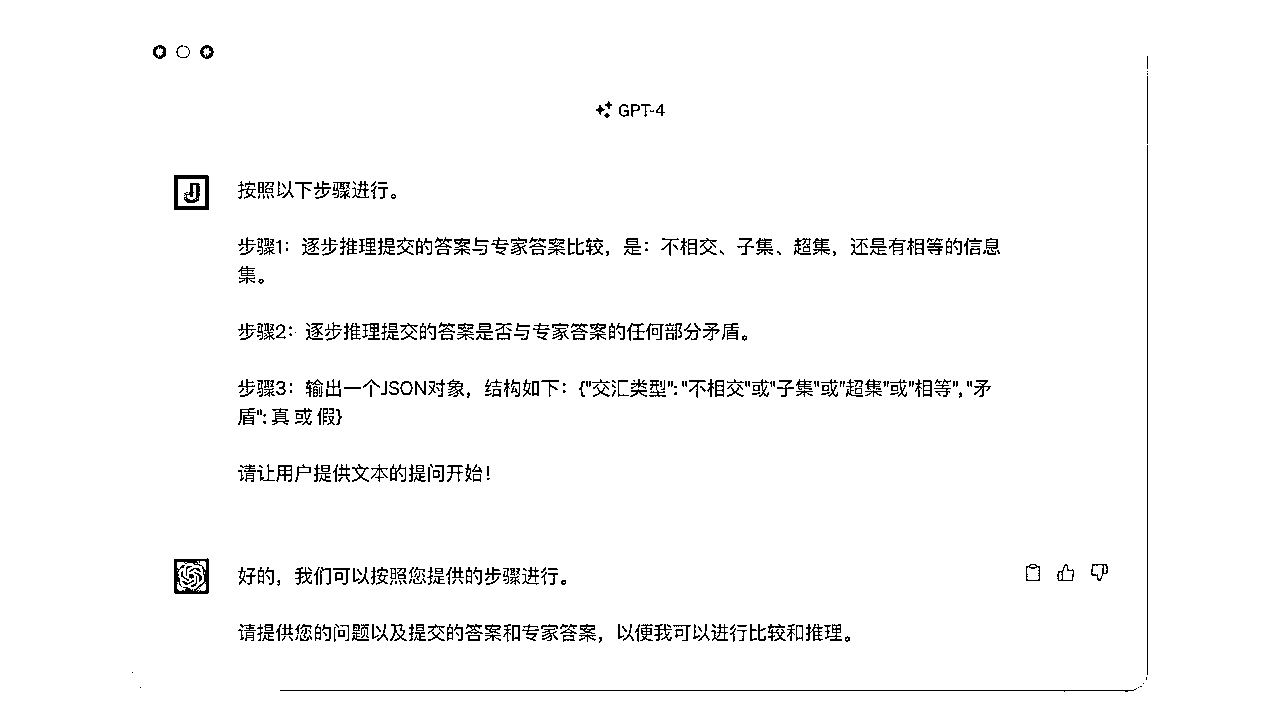 GPT-4
J
按照以下步骤进行。
步骤1：逐步推理提交的答案与专家答案比较，是：不相交、子集、超集，还是有相等的信息
集。
步骤2：逐步推理提交的答案是否与专家答案的任何部分矛盾。
步骤3：输出一个JSON对象，结构如下：{"交汇类型": "不相交"或"子集"或"超集"或"相等", "矛
盾": 真 或 假}
请让用户提供文本的提问开始！
好的，我们可以按照您提供的步骤进行。
请提供您的问题以及提交的答案和专家答案，以便我可以进行比较和推理。